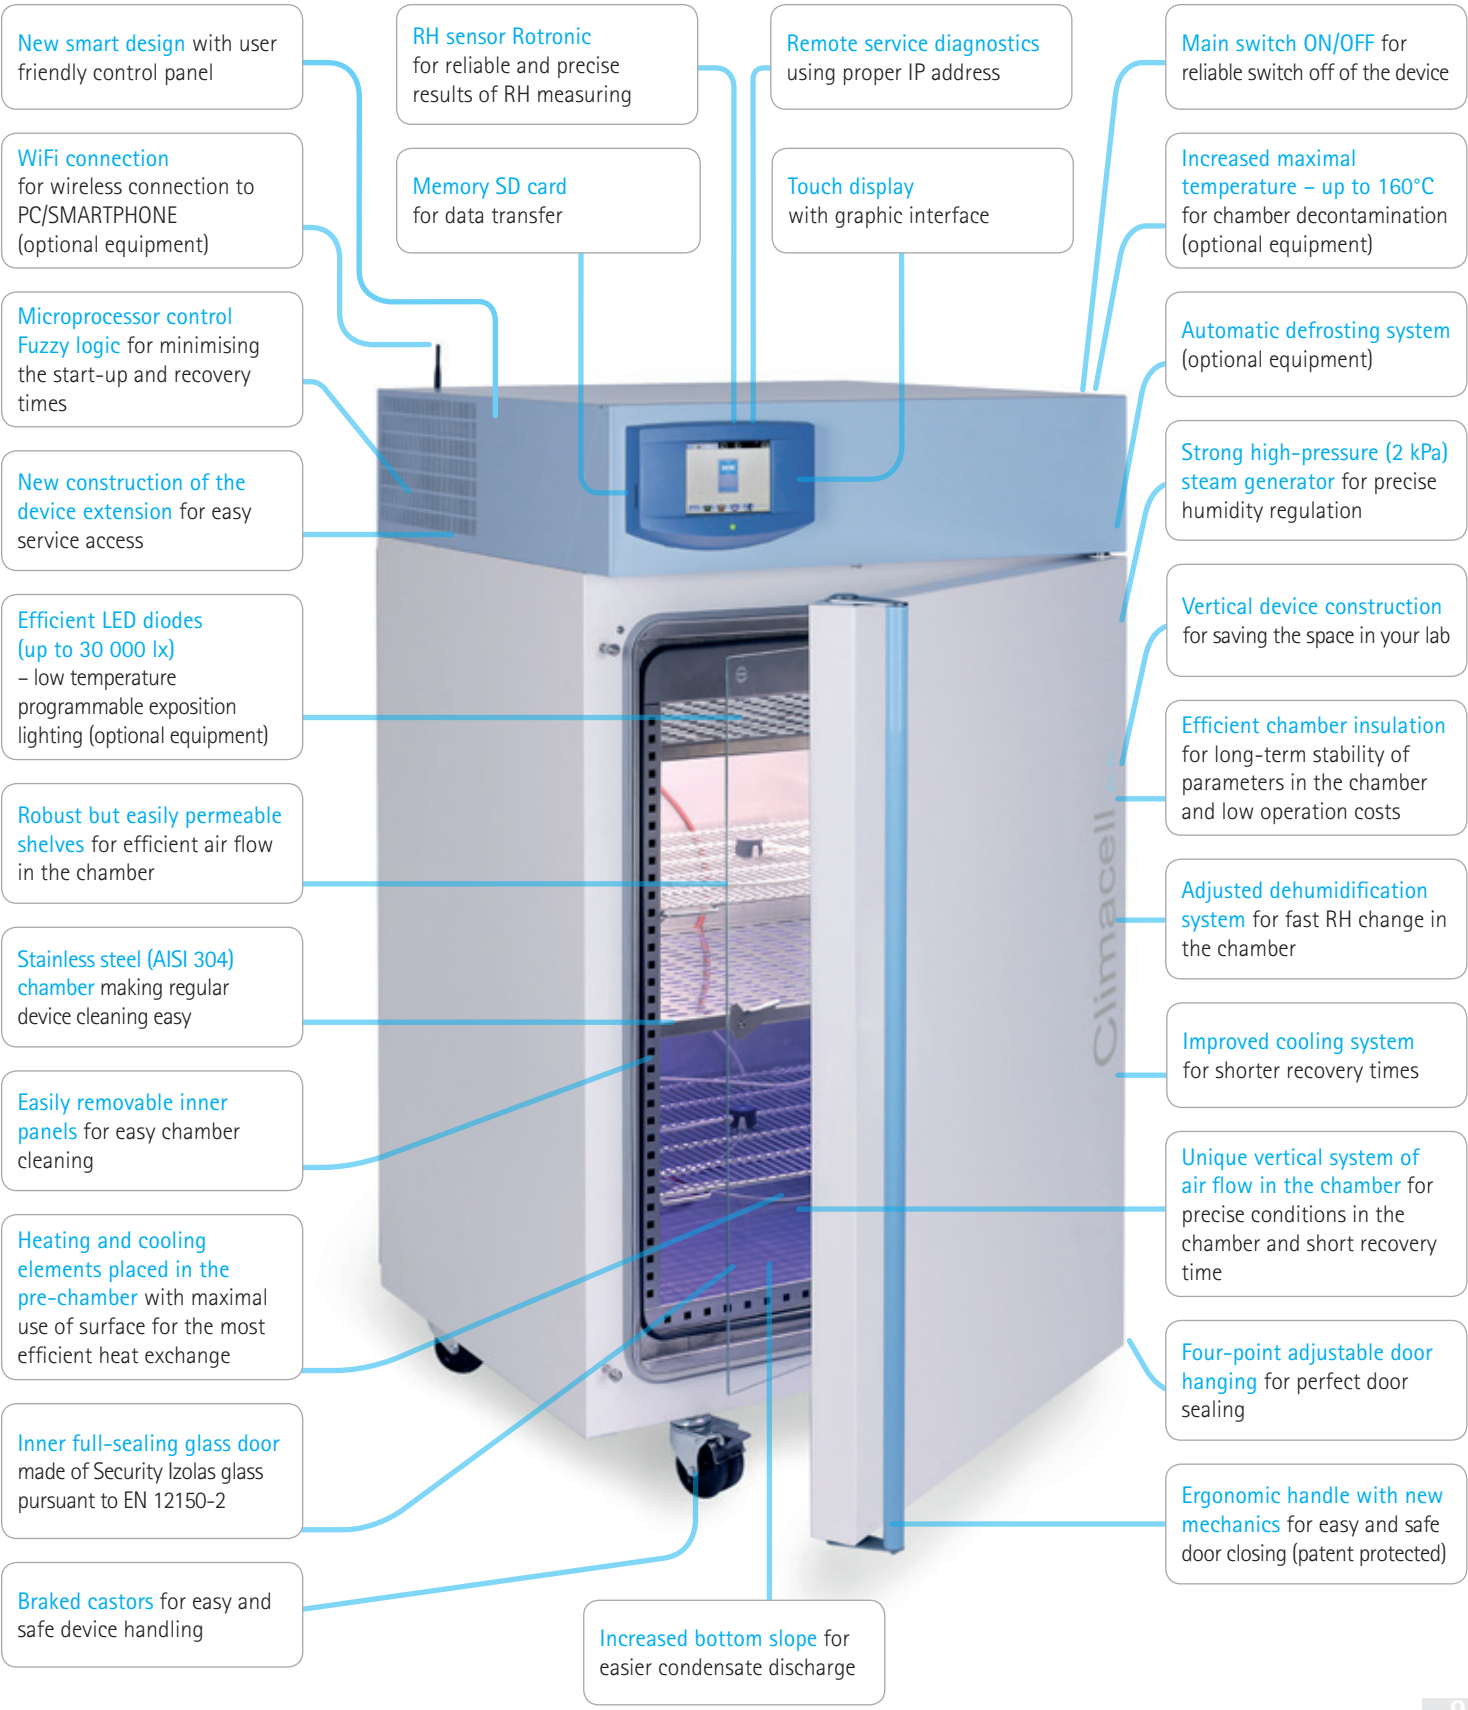 New smart design with user
friendly control panel
WiFi connection
for wireless connection to
PC/SMARTPHONE
(optional equipment)
Microprocessor control
Fuzzy logic for minimising
the start-up and recovery
times
New construction of the
device extension for easy
service access
Efficient LED diodes
(up to 30 000 lx)
– low temperature
programmable exposition
lighting (optional equipment)
Robust but easily permeable
shelves for efficient air flow
in the chamber
Stainless steel (AISI 304)
chamber making regular
device cleaning easy
Easily removable inner
panels for easy chamber
cleaning
Heating and cooling
elements placed in the
pre-chamber with maximal
use of surface for the most
efficient heat exchange
Inner full-sealing glass door
made of Security Izolas glass
pursuant to EN 12150-2
Braked castors for easy and
safe device handling
RH sensor Rotronic
for reliable and precise
results of RH measuring
Memory SD card
for data transfer
Remote service diagnostics
using proper IP address
Touch display
with graphic interface
Climacell
Increased bottom slope for
easier condensate discharge
Main switch ON/OFF for
reliable switch off of the device
Increased maximal
temperature – up to 160°C
for chamber decontamination
(optional equipment)
Automatic defrosting system
(optional equipment)
Strong high-pressure (2 kPa)
steam generator for precise
humidity regulation
Vertical device construction
for saving the space in your lab
Efficient chamber insulation
for long-term stability of
parameters in the chamber
and low operation costs
Adjusted dehumidification
system for fast RH change in
the chamber
Improved cooling system
for shorter recovery times
Unique vertical system of
air flow in the chamber for
precise conditions in the
chamber and short recovery
time
Four-point adjustable door
hanging for perfect door
sealing
Ergonomic handle with new
mechanics for easy and safe
door closing (patent protected)